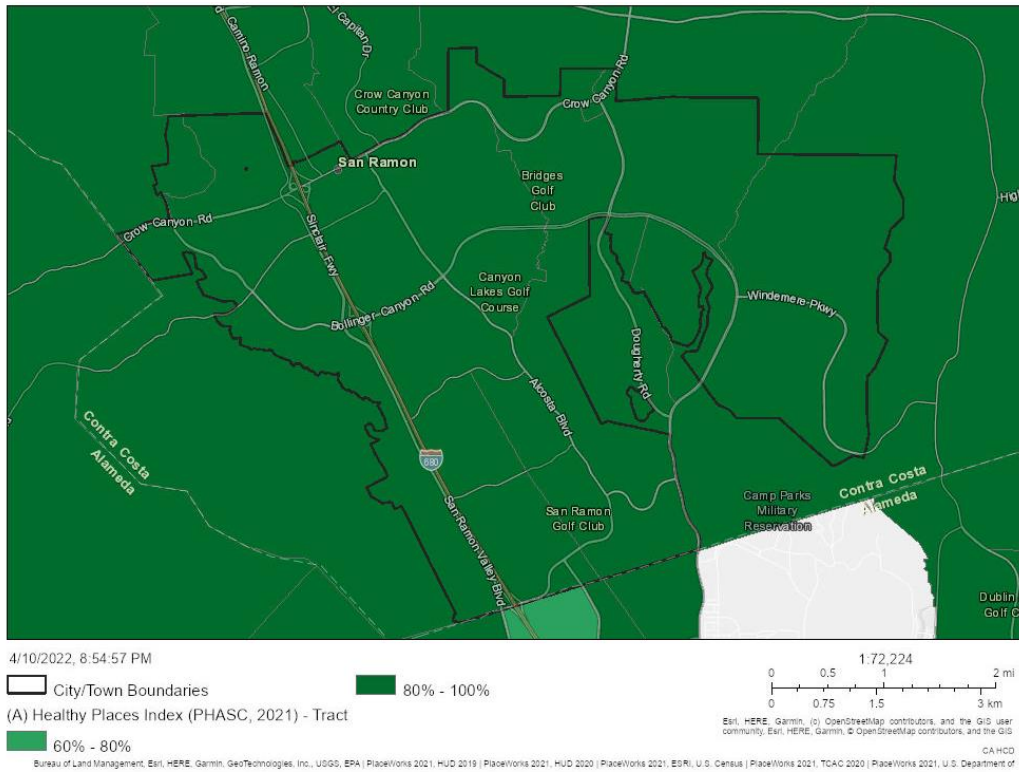 Camino Ramon
El Capitan Dr
Crow Canyon
Country Club
Crow Canyon Rd
San Ramon
Bridges
Golf
Club
Crow Canyon Rd
Sinclair Fwy
Canyon
Lakes Golf
Course
Bollinger Canyon Rd
Windemere Pkwy
Dougherty Rd
Alcosta Blvd
Contra Costa
Alameda
680
San Ramon Valley Blvd
San Ramon
Golf Club
Camp Parks
Military
Reservation
Contra Costa
Alameda
Dublin
Golf C
4/10/2022, 8:54:57 PM
City/Town Boundaries
80% - 100%
(A) Healthy Places Index (PHASC, 2021) - Tract
60% - 80%
1:72,224
0 0.5 1 2 mi
0 0.75 1.5 3 km
Esri, HERE, Garmin, (c) OpenStreetMap contributors, and the GIS user
community, Esri, HERE, Garmin, © OpenStreetMap contributors, and the GIS
CA HCD
Bureau of Land Management, Esri, HERE, Garmin, GeoTechnologies, Inc., USGS, EPA | PlaceWorks 2021, HUD 2019 | PlaceWorks 2021, HUD 2020 | PlaceWorks 2021, ESRI, U.S. Census | PlaceWorks 2021, TCAC 2020 | PlaceWorks 2021, U.S. Department of